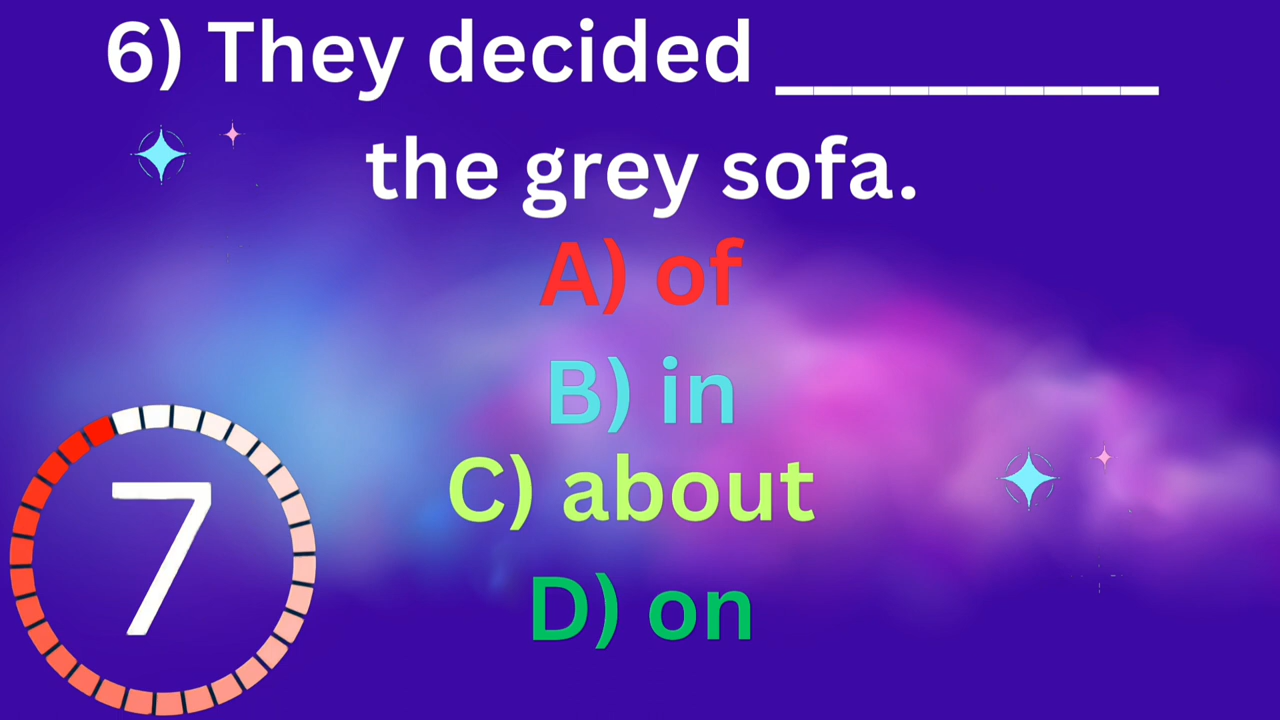 6) They decided __________
the grey sofa.
A) of
B) in
C) about
D) on
7